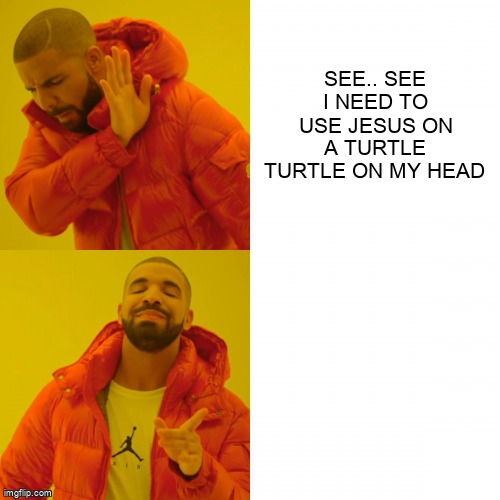 SEE.. SEE
I NEED TO
USE JESUS ON
A TURTLE
TURTLE ON MY HEAD
imgflip.com